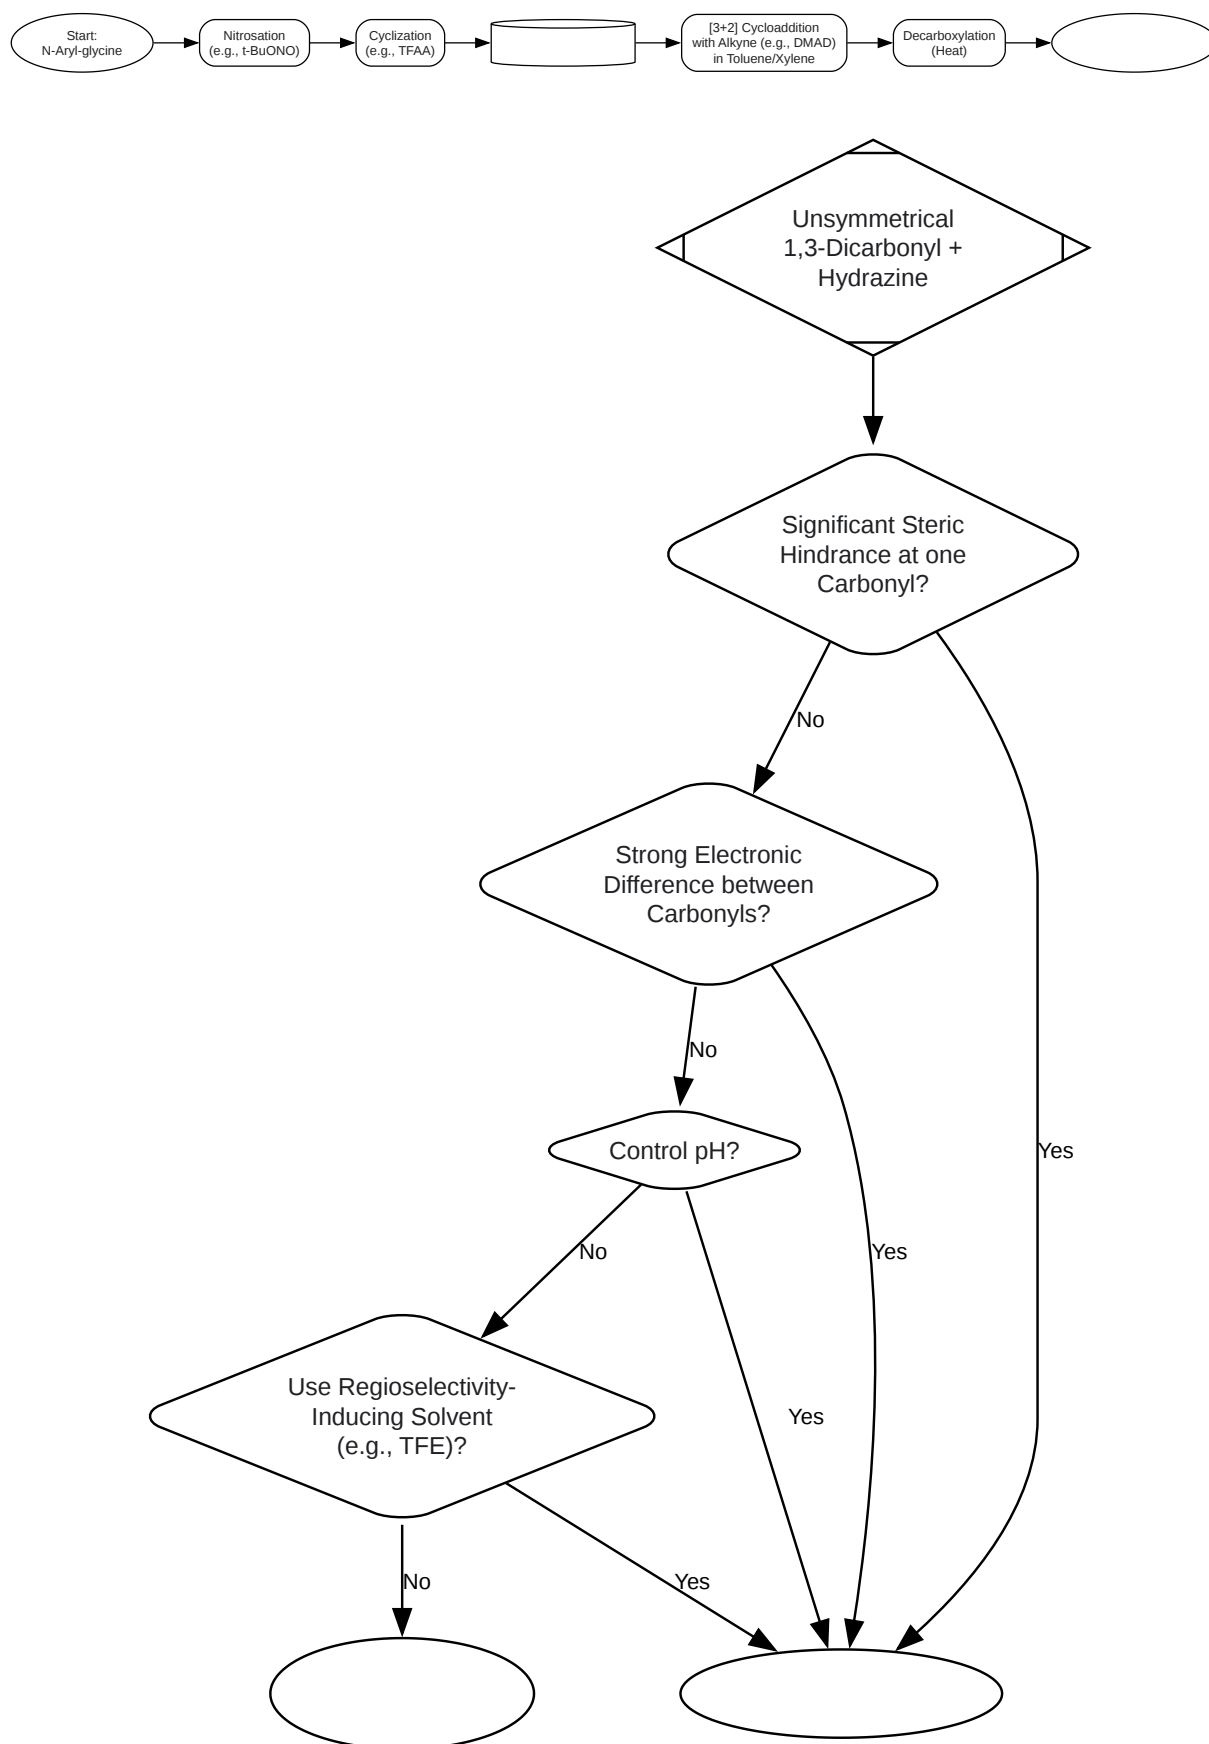 Start:
N-Aryl-glycine
Nitrosation
(e.g., t-BuONO)
Cyclization
(e.g., TFAA)
[3+2] Cycloaddition
with Alkyne (e.g., DMAD)
in Toluene/Xylene
Decarboxylation
(Heat)
Unsymmetrical
1,3-Dicarbonyl +
Hydrazine
Significant Steric
Hindrance at one
Carbonyl?
No
Strong Electronic
Difference between
Carbonyls?
No
Control pH?
Yes
No
Yes
Use Regioselectivity-
Inducing Solvent
(e.g., TFE)?
Yes
No
Yes